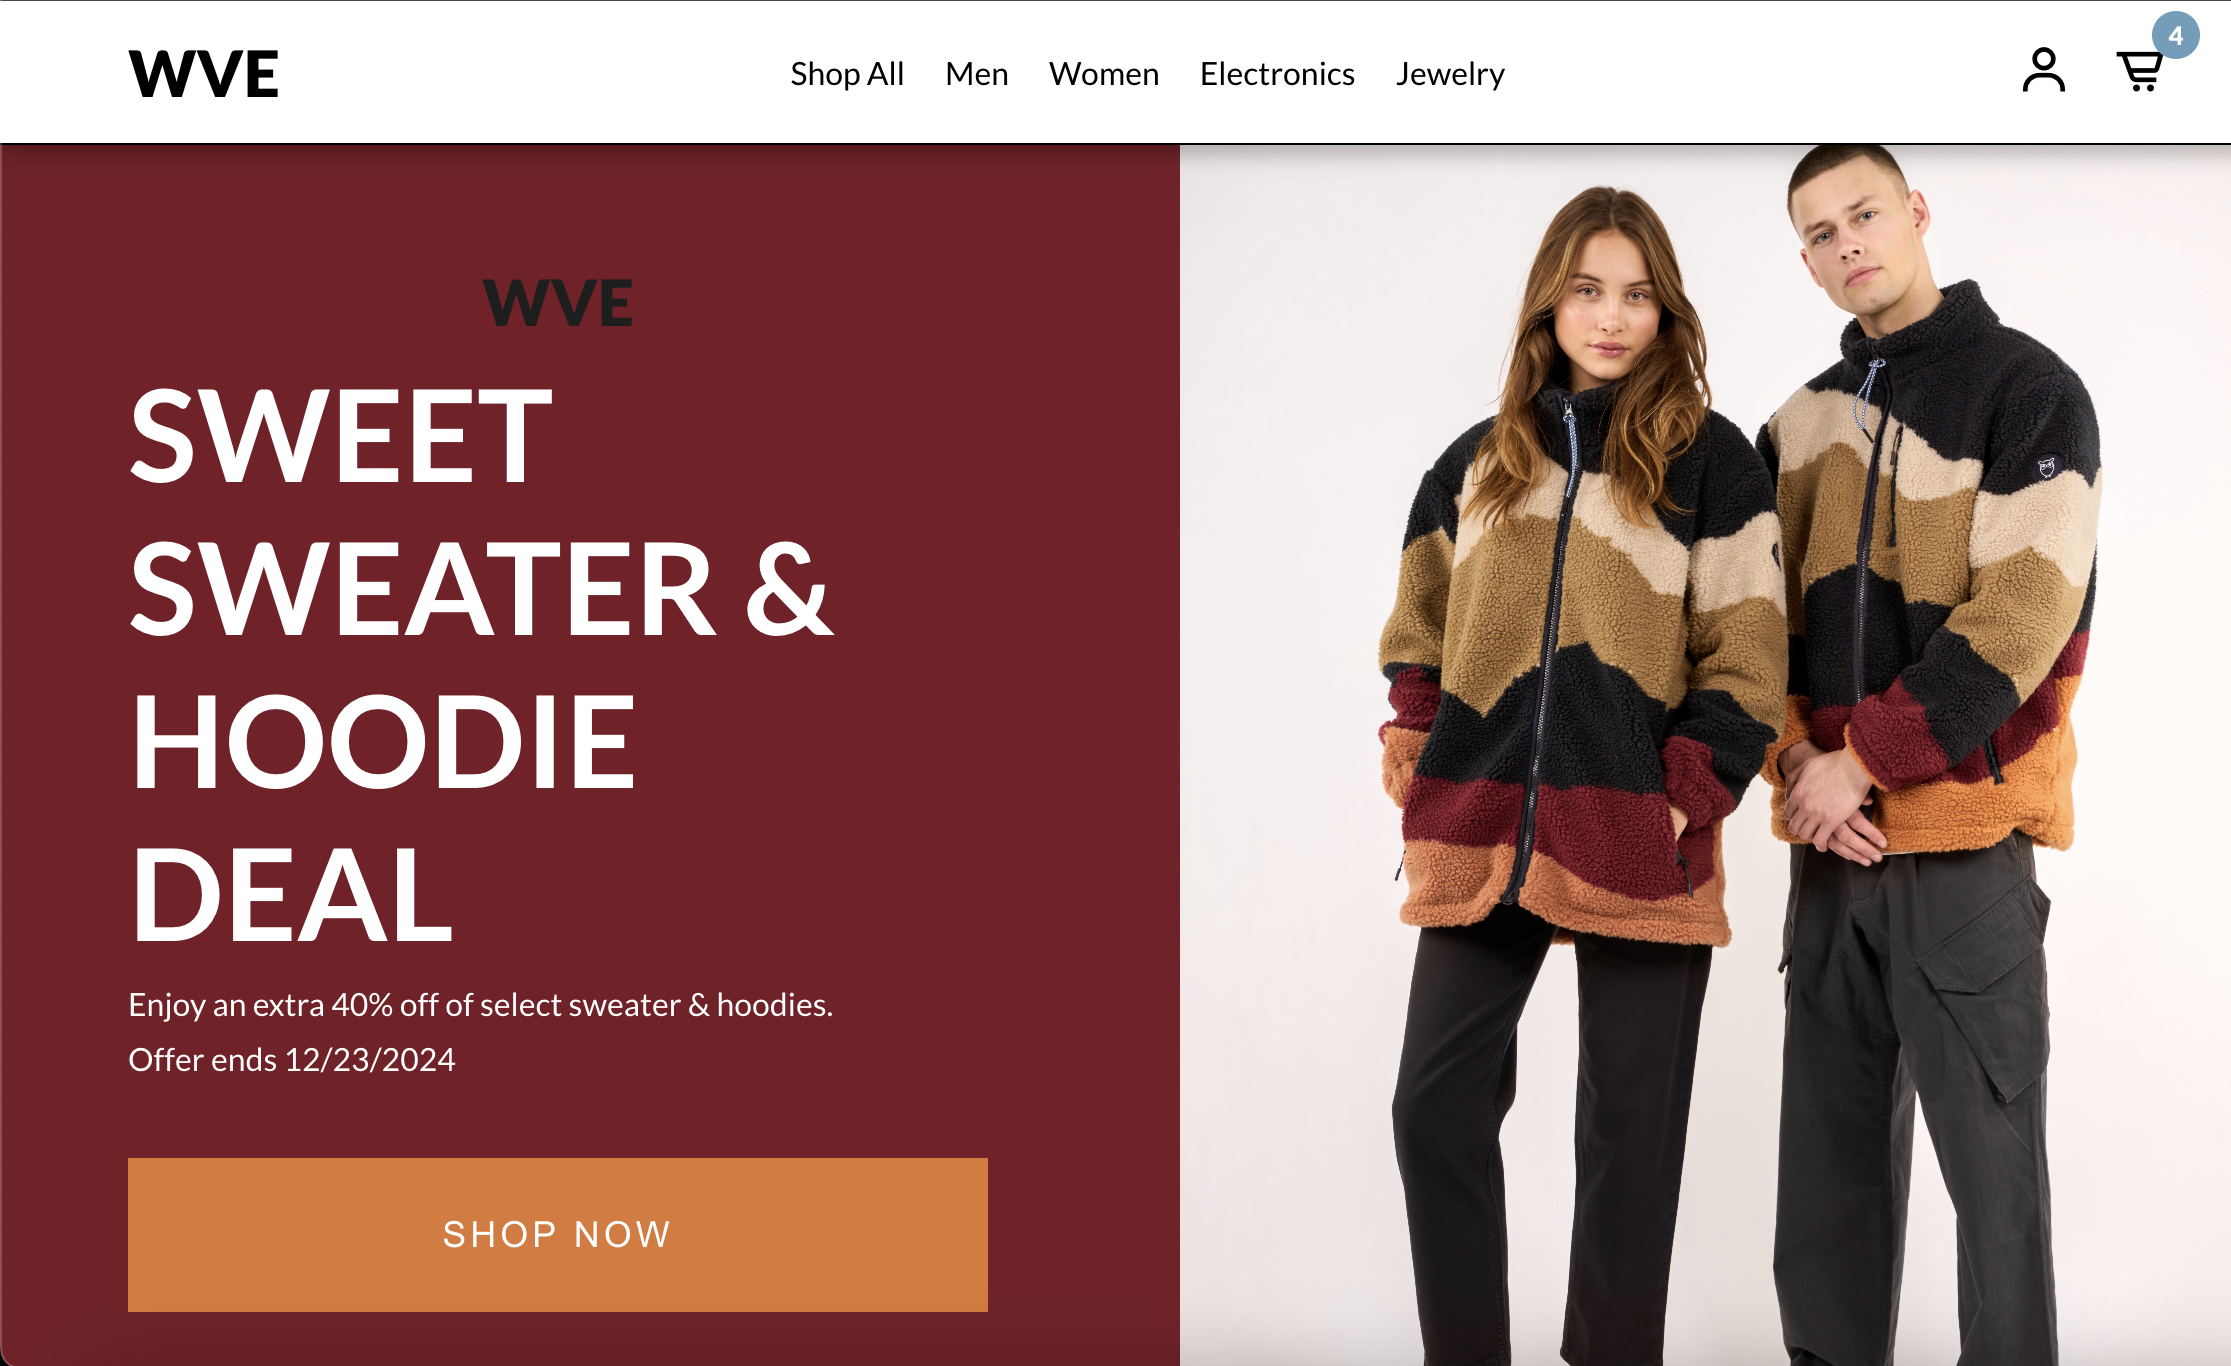 WVE
Shop All Men Women Electronics Jewelry
4
WVE
SWEET
SWEATER &
HOODIE
DEAL
Enjoy an extra 40% off of select sweater & hoodies.
Offer ends 12/23/2024
SHOP NOW